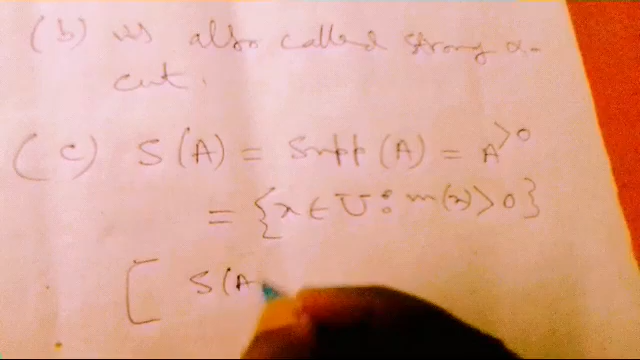 (b) is also called strong α-
cut.
(c) S(A) = Supp(A) = A^{>0}
= {x ∈ U : m(x) > 0}
[ S(A